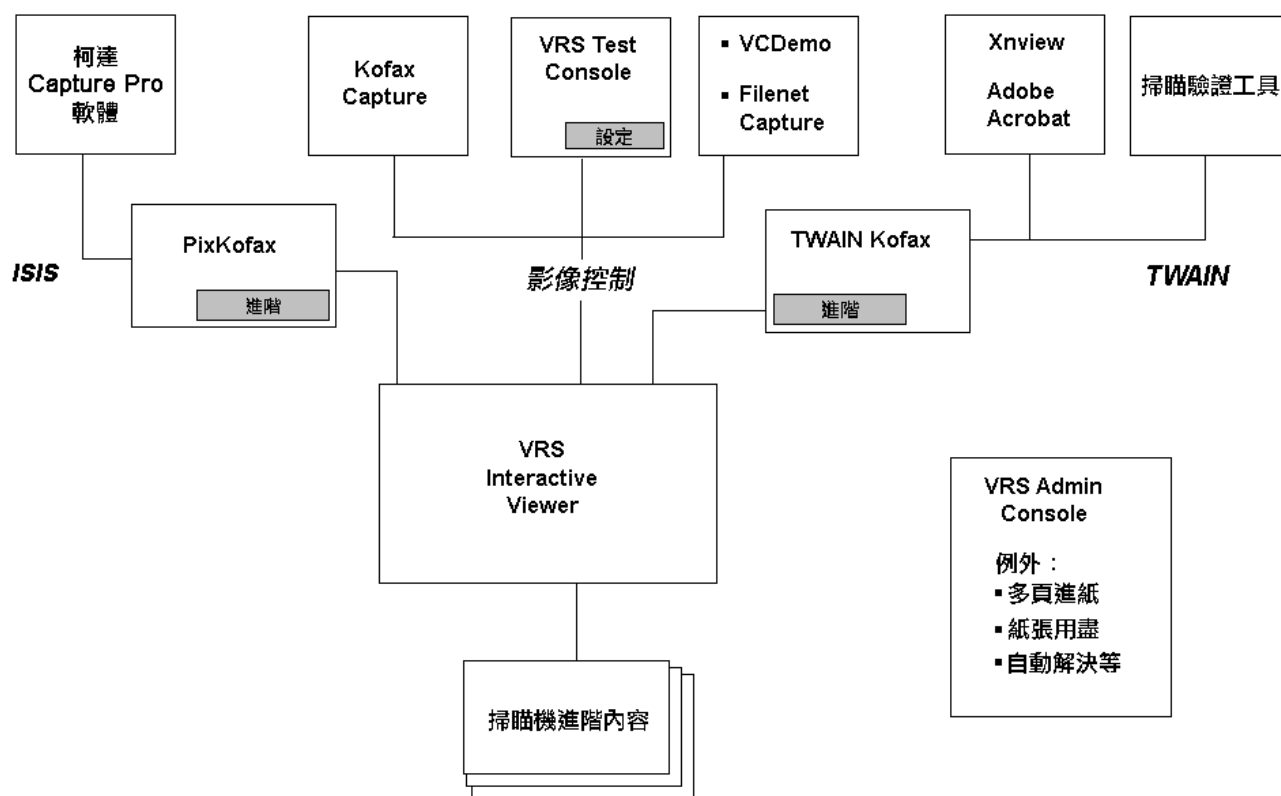 柯達
Capture Pro
軟體
Kofax
Capture
VRS Test
Console
設定
▪ VCDemo
▪ Filenet
Capture
Xnview
Adobe
Acrobat
掃瞄驗證工具
PixKofax
進階
TWAIN Kofax
進階
ISIS
影像控制
TWAIN
VRS
Interactive
Viewer
VRS Admin
Console
例外：
▪ 多頁進紙
▪ 紙張用盡
▪ 自動解決等
掃瞄機進階內容